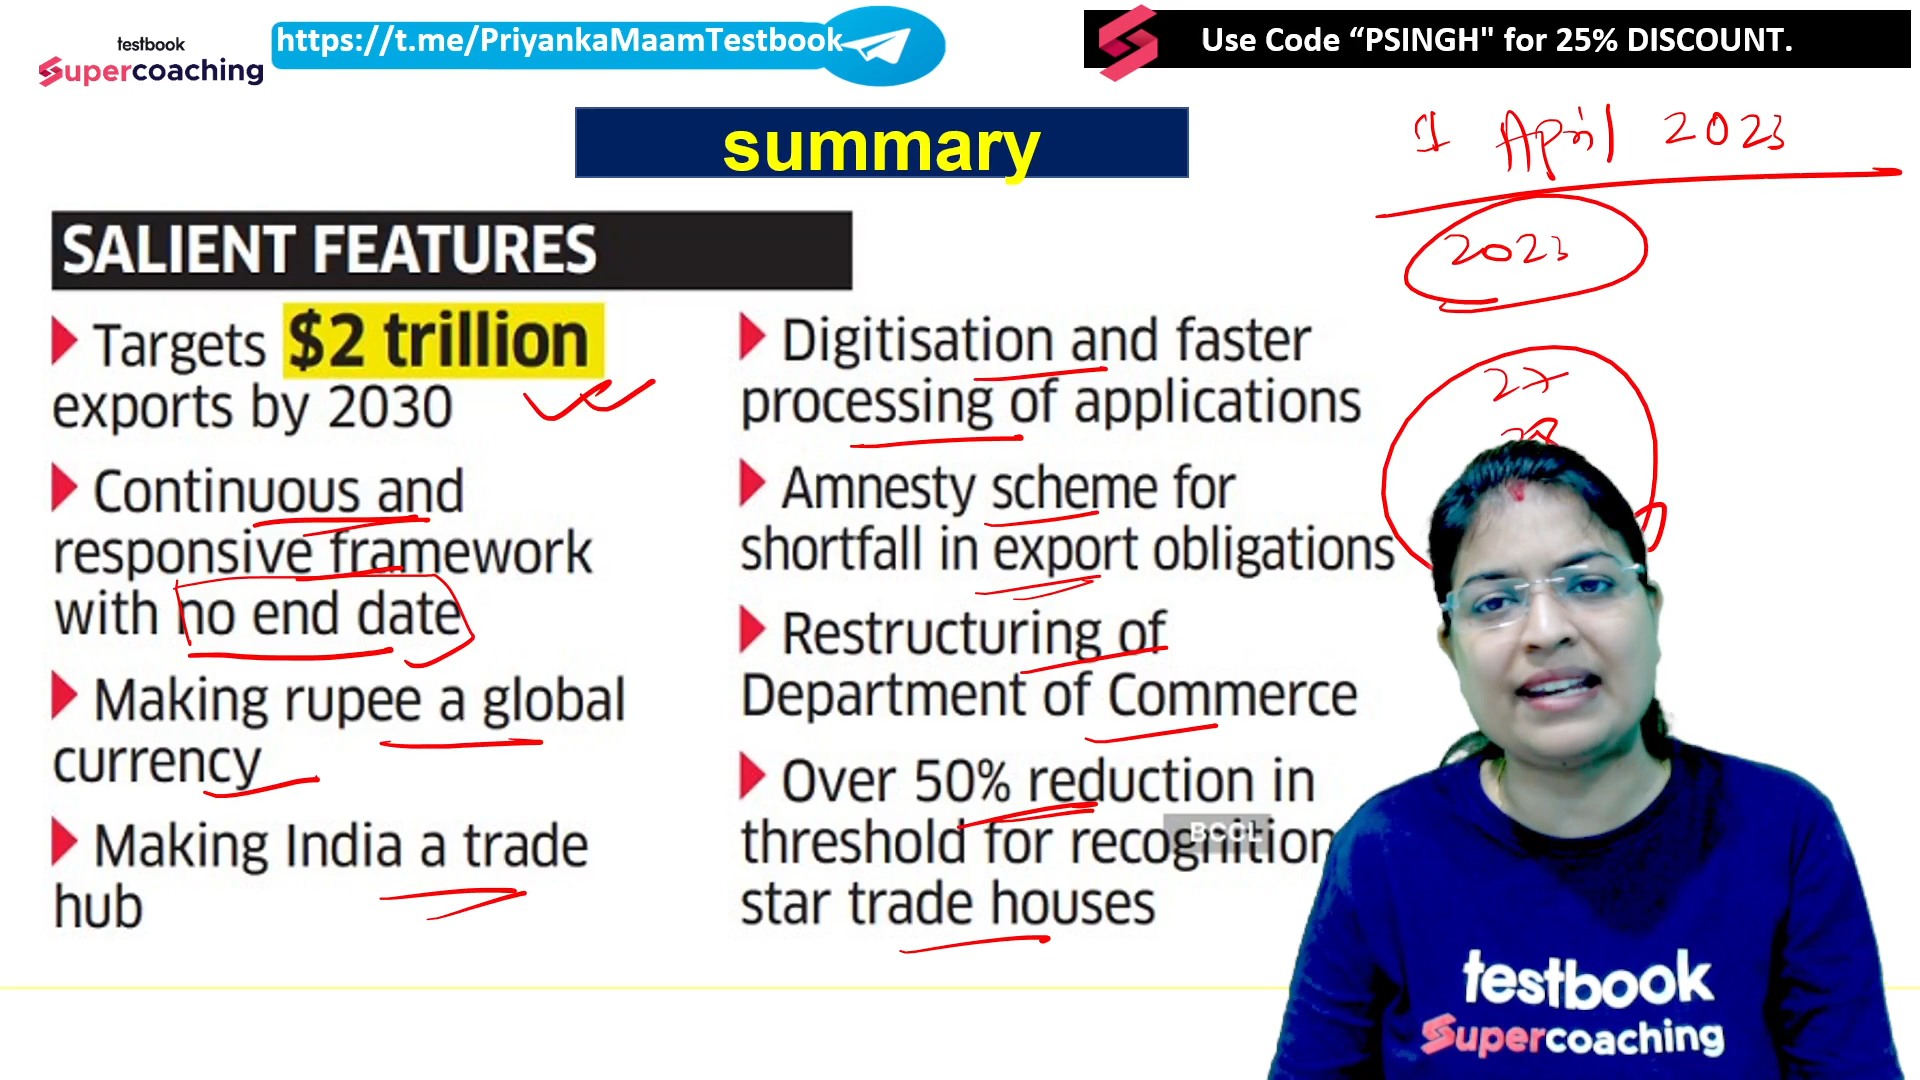 testbook
Supercoaching
https://t.me/PriyankaMaamTestbook
Use Code “PSINGH" for 25% DISCOUNT.
summary
1 April 2023
2023
27
SALIENT FEATURES
Targets $2 trillion
exports by 2030
Continuous and
responsive framework
with no end date
Making rupee a global
currency
Making India a trade
hub
Digitisation and faster
processing of applications
Amnesty scheme for
shortfall in export obligations
Restructuring of
Department of Commerce
Over 50% reduction in
threshold for recognition
star trade houses
BCCL
testbook
Supercoaching